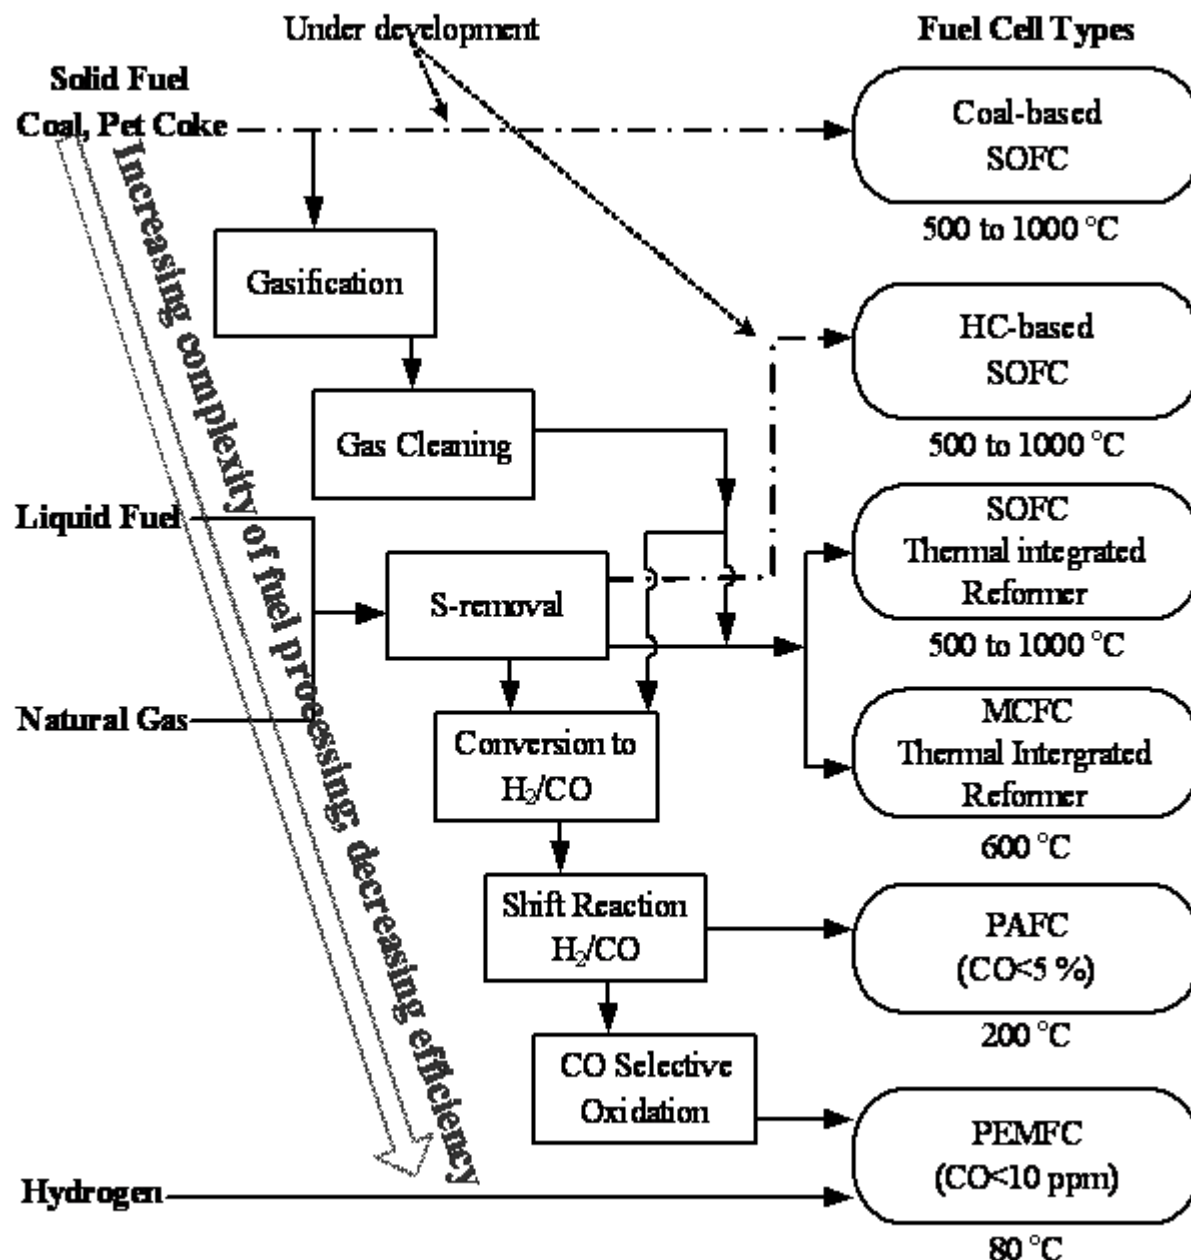 Under development
Fuel Cell Types
Solid Fuel
Coal, Pet Coke
Coal-based
SOFC
500 to 1000 °C
Increasing complexity of fuel processing; decreasing efficiency
Gasification
HC-based
SOFC
500 to 1000 °C
Gas Cleaning
Liquid Fuel
SOFC
Thermal integrated
Reformer
500 to 1000 °C
S-removal
Natural Gas
MCFC
Thermal Intergrated
Reformer
600 °C
Conversion to
H₂/CO
Shift Reaction
H₂/CO
PAFC
(CO<5 %)
200 °C
CO Selective
Oxidation
PEMFC
(CO<10 ppm)
80 °C
Hydrogen